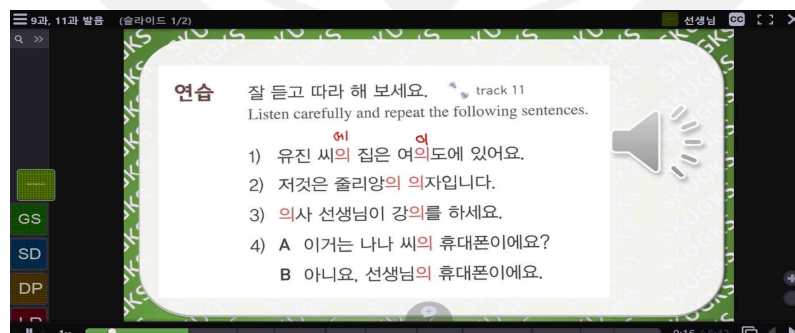 9과, 11과 발음 (슬라이드 1/2)
선생님 CC
연습 잘 듣고 따라 해 보세요. track 11
Listen carefully and repeat the following sentences.
에 이
1) 유진 씨의 집은 여의도에 있어요.
2) 저것은 줄리앙의 의자입니다.
3) 의사 선생님이 강의를 하세요.
4) A 이거는 나나 씨의 휴대폰이에요?
B 아니요, 선생님의 휴대폰이에요.
GS
SD
DP
SKUGKS